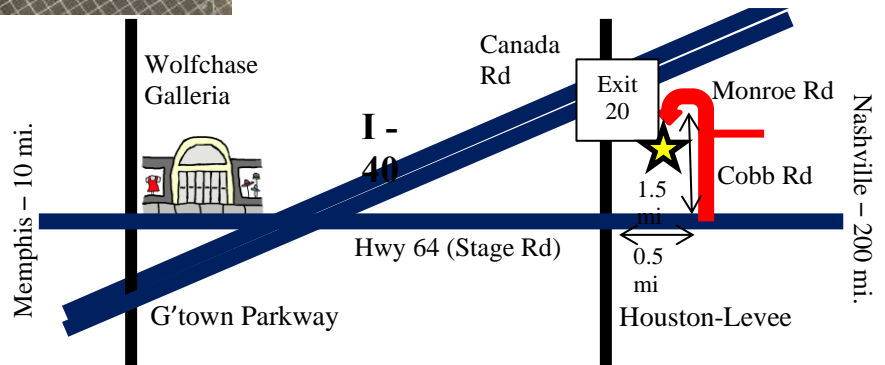 Wolfchase
Galleria
Canada
Rd
Exit
20
Monroe Rd
I -
40
Cobb Rd
1.5
mi
Hwy 64 (Stage Rd)
0.5
mi
G'town Parkway
Houston-Levee
Memphis – 10 mi.
Nashville – 200 mi.